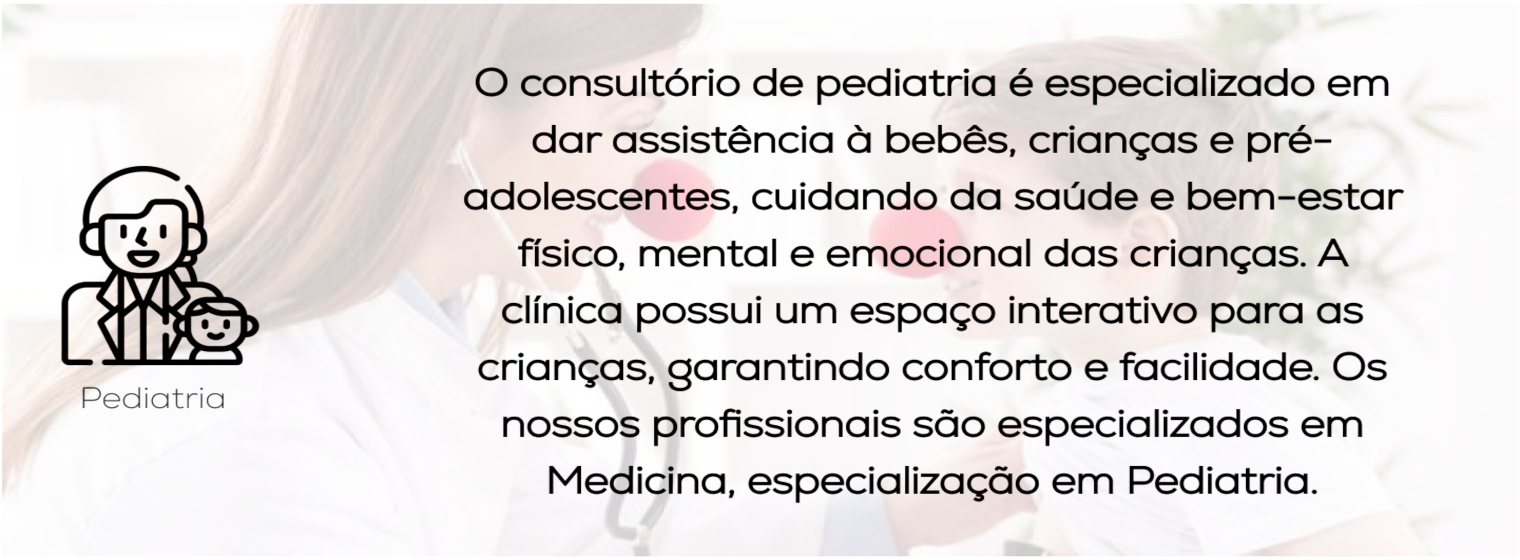 O consultório de pediatria é especializado em
dar assistência à bebês, crianças e pré-
adolescentes, cuidando da saúde e bem-estar
físico, mental e emocional das crianças. A
clínica possui um espaço interativo para as
crianças, garantindo conforto e facilidade. Os
nossos profissionais são especializados em
Medicina, especialização em Pediatria.
Pediatria